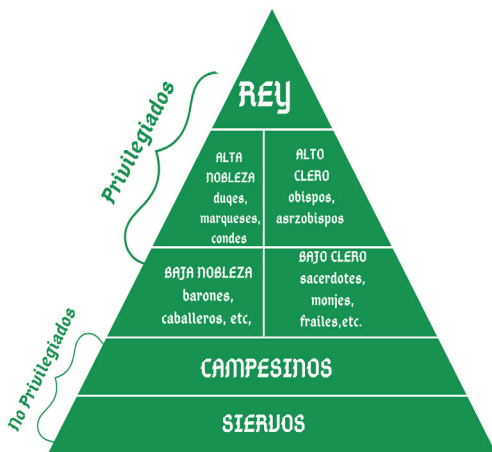 Privilegiados
REY
ALTA
NOBLEZA
duqes,
marqueses,
condes
ALTO
CLERO
obispos,
asrzobispos
BAJA NOBLEZA
barones,
caballeros, etc,
BAJO CLERO
sacerdotes,
monjes,
frailes,etc.
No Privilegiados
CAMPESINOS
SIERVOS